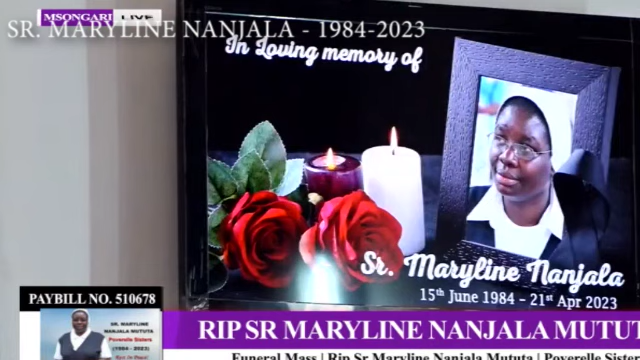 MSONGARI LIVE
SR. MARYLINE NANJALA - 1984-2023
In Loving memory of
Sr. Maryline Nanjala
15th June 1984 - 21st Apr 2023
PAYBILL NO. 510678
SR. MARYLINE
NANJALA MUTUTA
Poverelle Sisters
(1984 - 2023)
RIP SR MARYLINE NANJALA MUTUT
Funeral Mass | Rip Sr Maryline Nanjala Mututa | Poverelle Sister